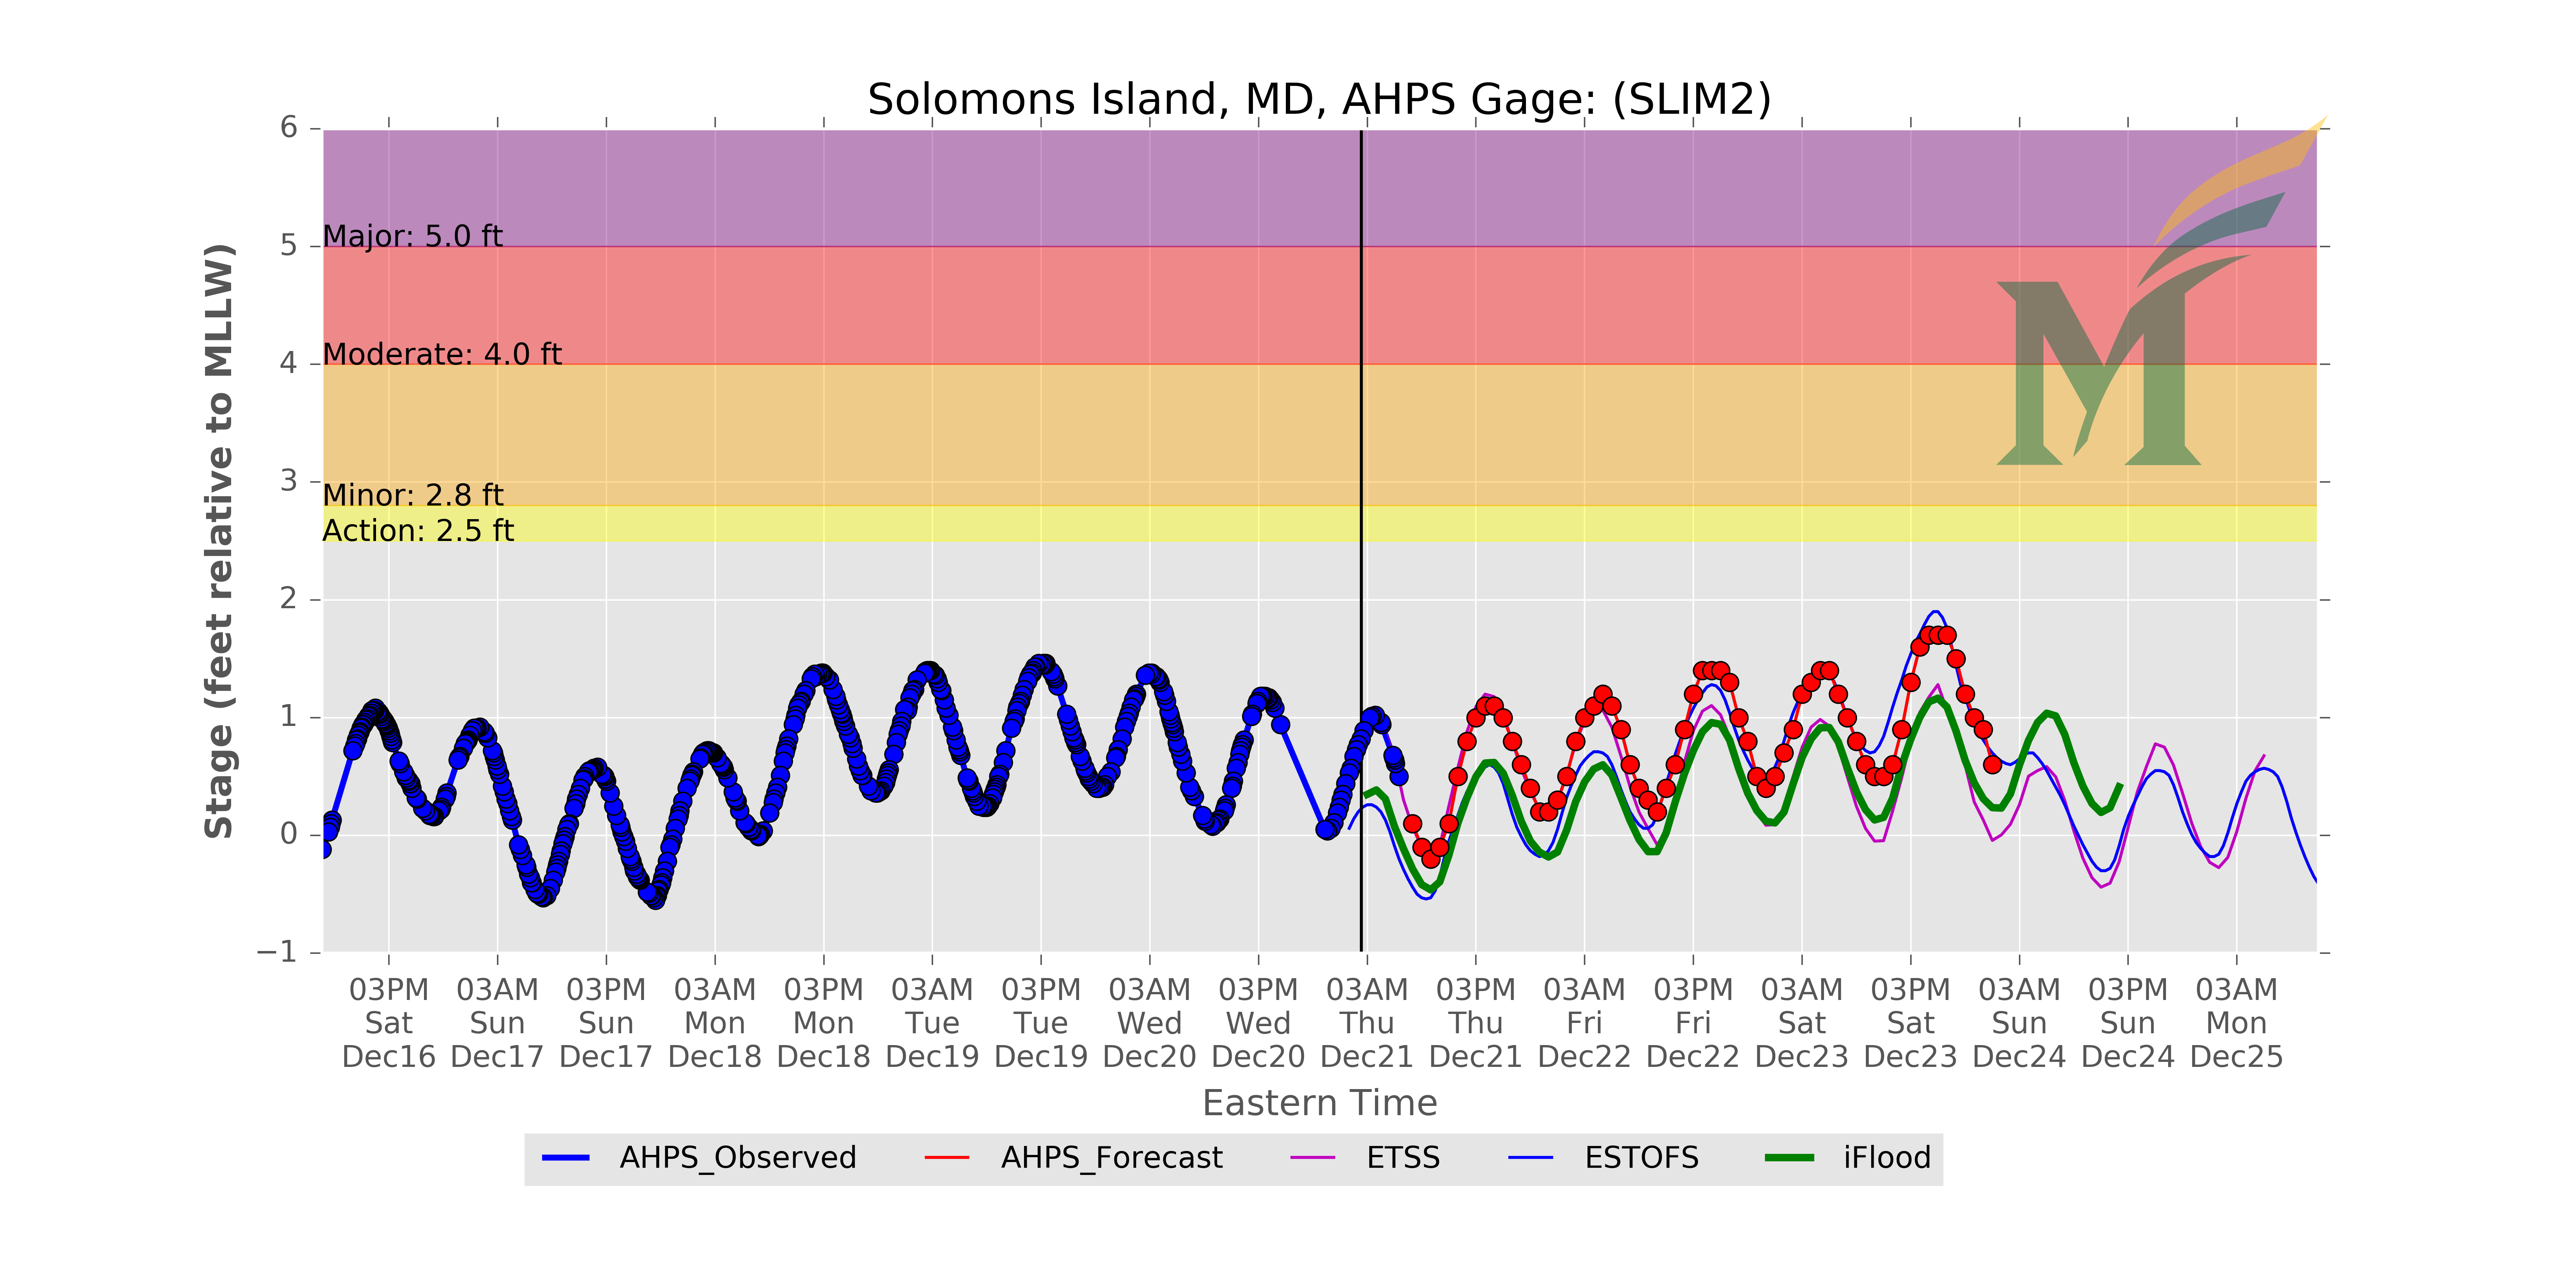 Solomons Island, MD, AHPS Gage: (SLIM2)
Stage (feet relative to MLLW)
6
5
4
3
2
1
0
−1
Major: 5.0 ft
Moderate: 4.0 ft
Minor: 2.8 ft
Action: 2.5 ft
M
03PM 03AM 03PM 03AM 03PM 03AM 03PM 03AM 03PM 03AM 03PM 03AM 03PM 03AM 03PM 03AM 03PM 03AM
Sat Sun Sun Mon Mon Tue Tue Wed Wed Thu Thu Fri Fri Sat Sat Sun Sun Mon
Dec16 Dec17 Dec17 Dec18 Dec18 Dec19 Dec19 Dec20 Dec20 Dec21 Dec21 Dec22 Dec22 Dec23 Dec23 Dec24 Dec24 Dec25
Eastern Time
AHPS_Observed AHPS_Forecast ETSS ESTOFS iFlood